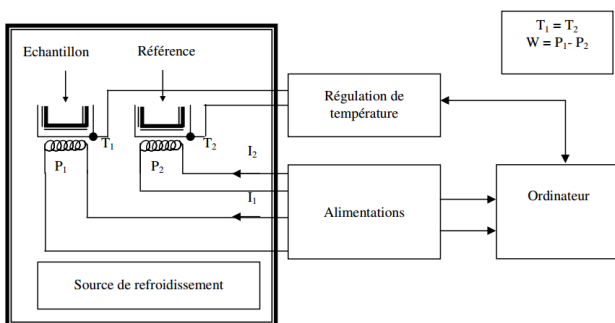 T₁ = T₂
W = P₁- P₂
Echantillon
Référence
Régulation de
température
T₁
T₂
P₁
P₂
I₂
I₁
Alimentations
Ordinateur
Source de refroidissement